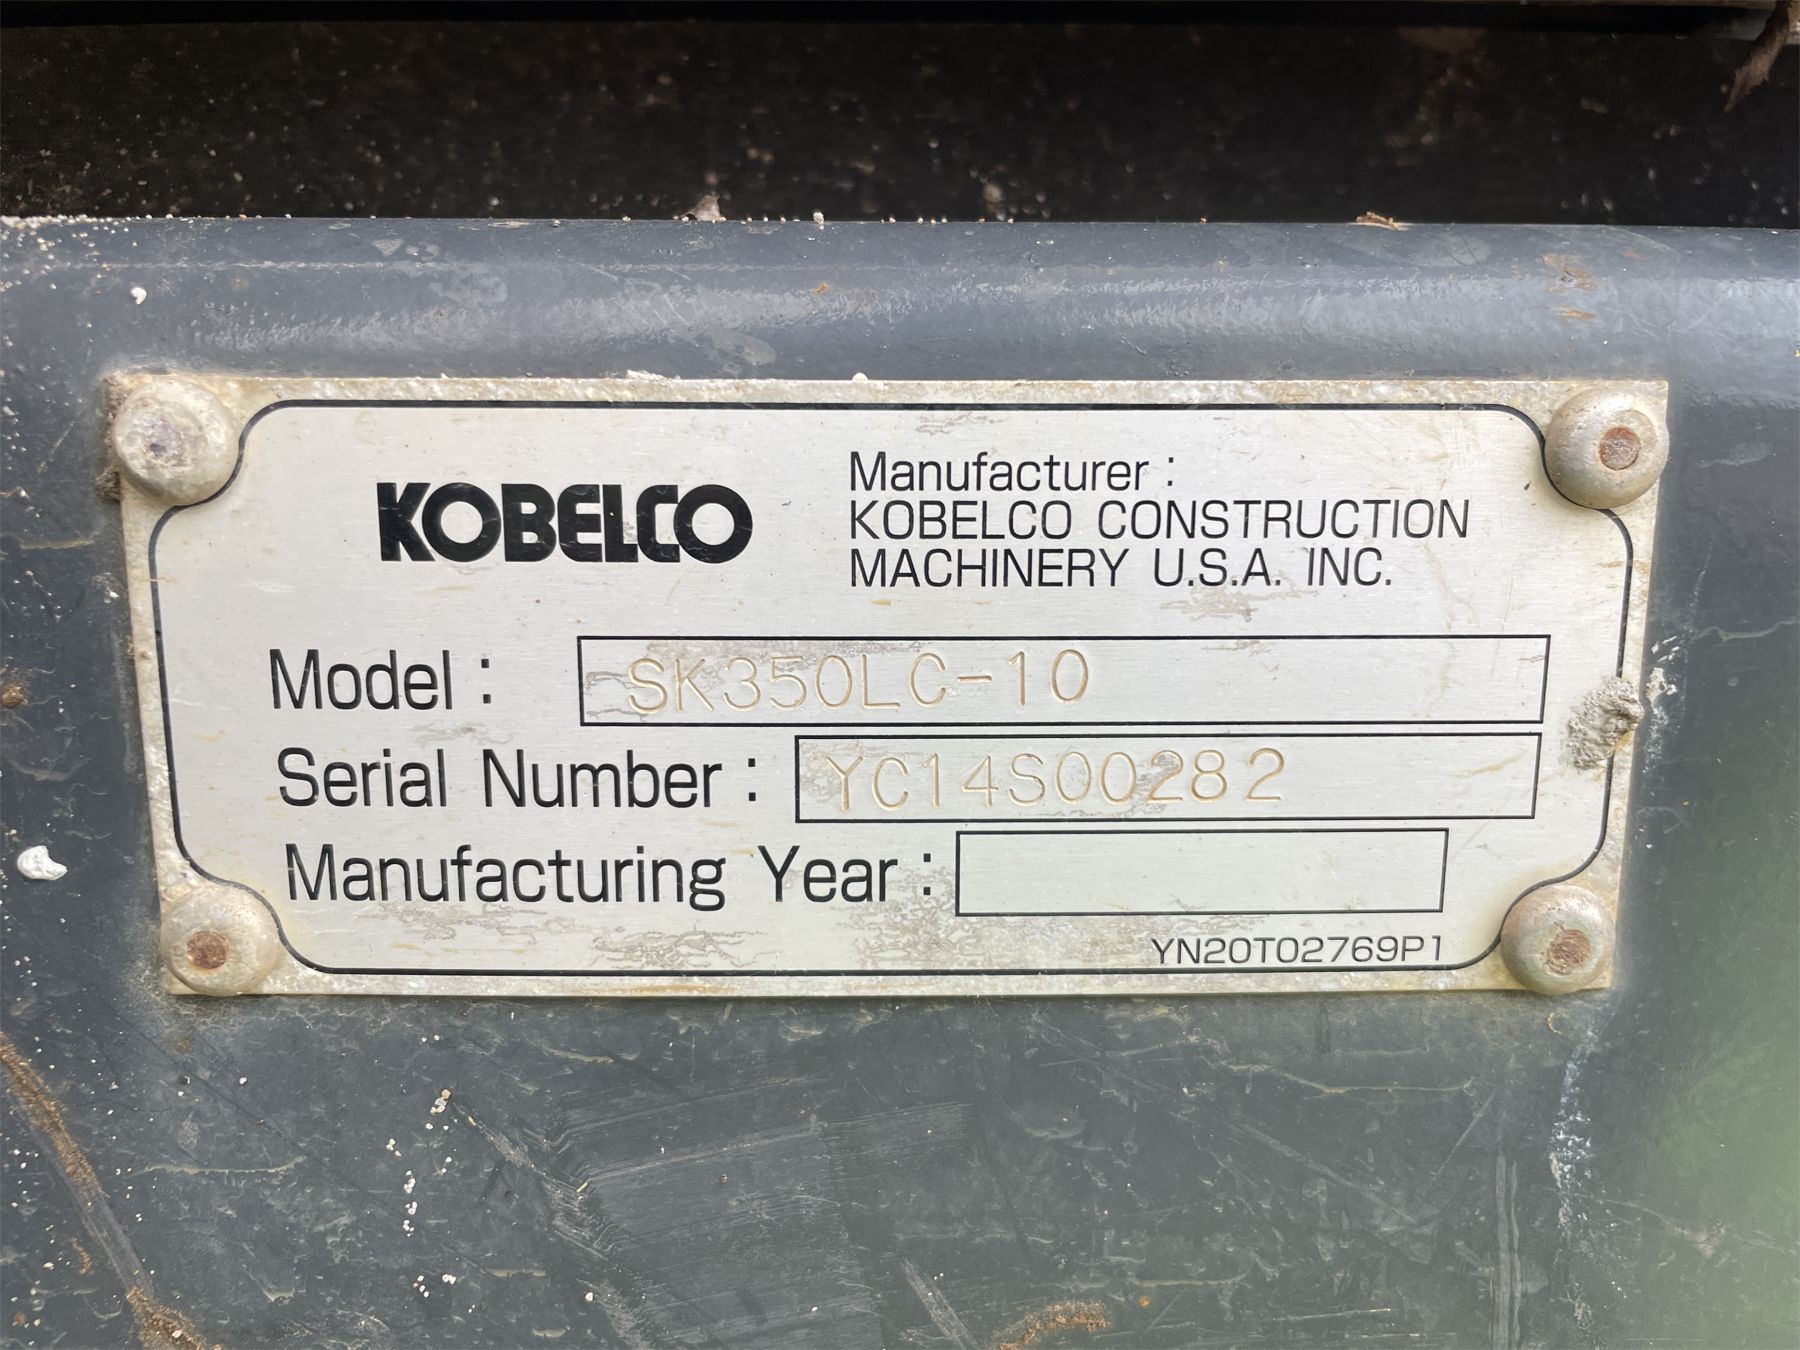 KOBELCO
Manufacturer :
KOBELCO CONSTRUCTION
MACHINERY U.S.A. INC.
Model : SK350LC-10
Serial Number : YC14S00282
Manufacturing Year :
YN20T02769P1